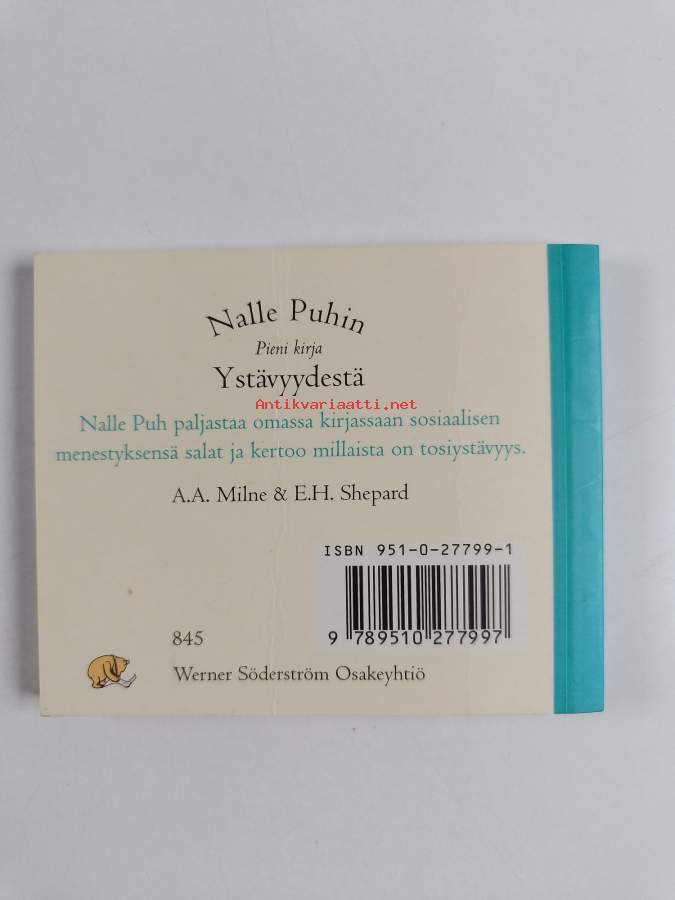 Nalle Puhin
Pieni kirja
Ystävyydestä
Antikvariaatti.net
Nalle Puh paljastaa omassa kirjassaan sosiaalisen
menestyksensä salat ja kertoo millaista on tosiystävyys.
A.A. Milne & E.H. Shepard
ISBN 951-0-27799-1
9 789510 277997
845
Werner Söderström Osakeyhtiö